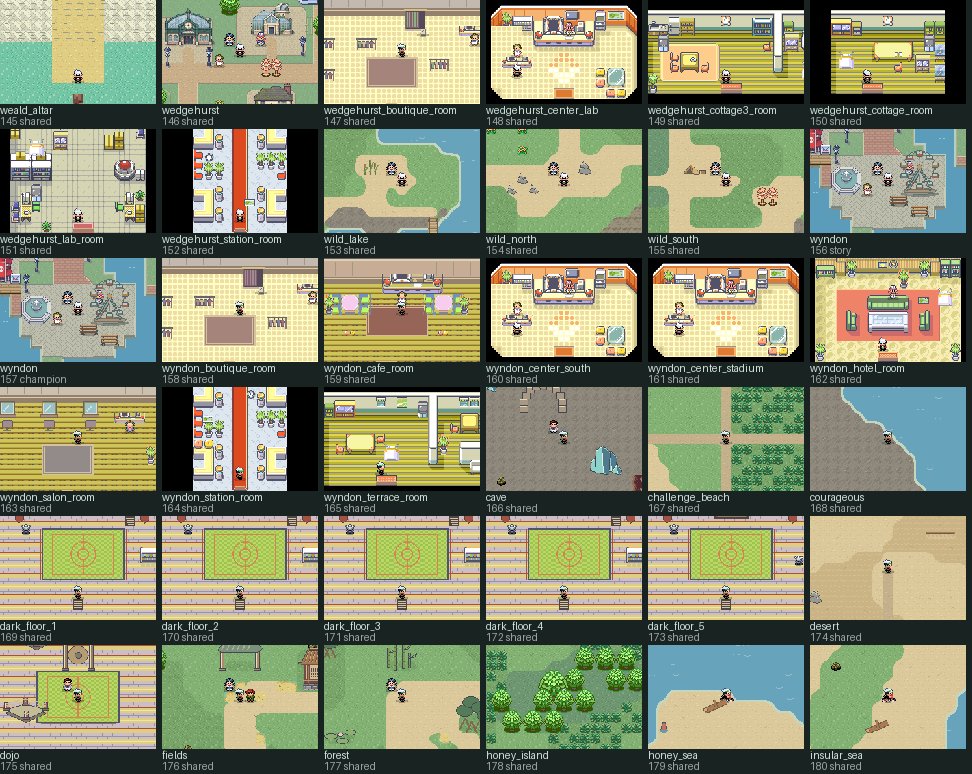 weald_altar
145 shared
wedgehurst
146 shared
wedgehurst_boutique_room
147 shared
wedgehurst_center_lab
148 shared
wedgehurst_cottage3_room
149 shared
wedgehurst_cottage_room
150 shared
wedgehurst_lab_room
151 shared
wedgehurst_station_room
152 shared
wild_lake
153 shared
wild_north
154 shared
wild_south
155 shared
wyndon
156 story
wyndon
157 champion
wyndon_boutique_room
158 shared
wyndon_cafe_room
159 shared
wyndon_center_south
160 shared
wyndon_center_stadium
161 shared
wyndon_hotel_room
162 shared
wyndon_salon_room
163 shared
wyndon_station_room
164 shared
wyndon_terrace_room
165 shared
cave
166 shared
challenge_beach
167 shared
courageous
168 shared
dark_floor_1
169 shared
dark_floor_2
170 shared
dark_floor_3
171 shared
dark_floor_4
172 shared
dark_floor_5
173 shared
desert
174 shared
dojo
175 shared
fields
176 shared
forest
177 shared
honey_island
178 shared
honey_sea
179 shared
insular_sea
180 shared